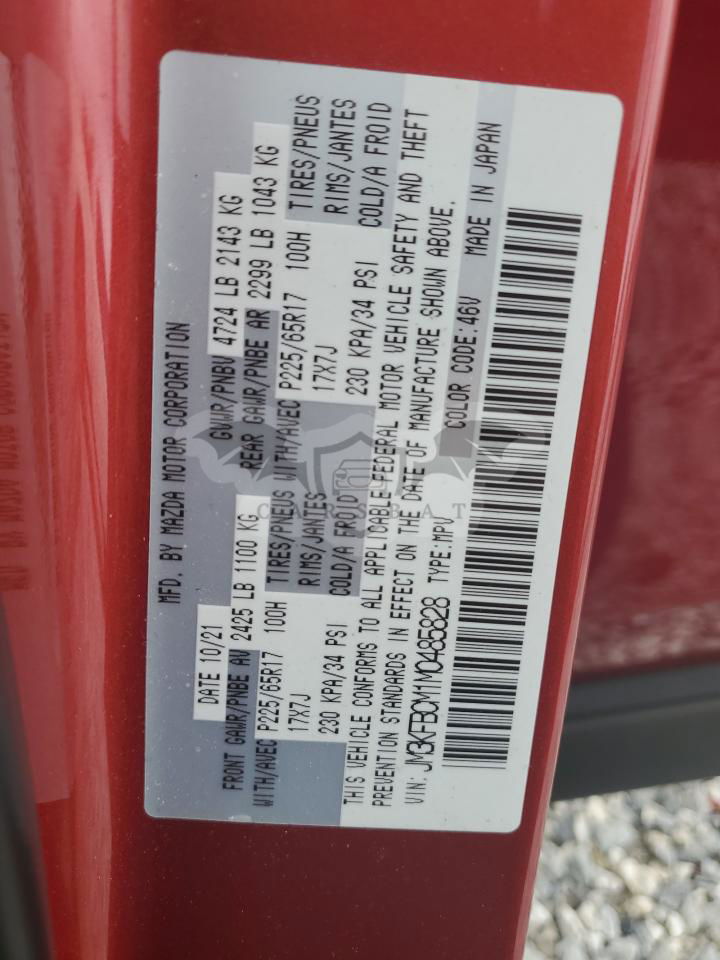 MFD. BY MAZDA MOTOR CORPORATION
DATE 10/21 GVWR/PNBV 4724 LB 2143 KG
FRONT GAWR/PNBE AV 2425 LB 1100 KG REAR GAWR/PNBE AR 2299 LB 1043 KG
WITH/AVEC P225/65R17 100H TIRES/PNEUS WITH/AVEC P225/65R17 100H TIRES/PNEUS
17X7J RIMS/JANTES 17X7J RIMS/JANTES
230 KPA/34 PSI COLD/A FROID 230 KPA/34 PSI COLD/A FROID
THIS VEHICLE CONFORMS TO ALL APPLICABLE FEDERAL MOTOR VEHICLE SAFETY AND THEFT
PREVENTION STANDARDS IN EFFECT ON THE DATE OF MANUFACTURE SHOWN ABOVE.
VIN: JM3KFBCM1M0485828 TYPE:MPV COLOR CODE:46V MADE IN JAPAN
CARSBAT